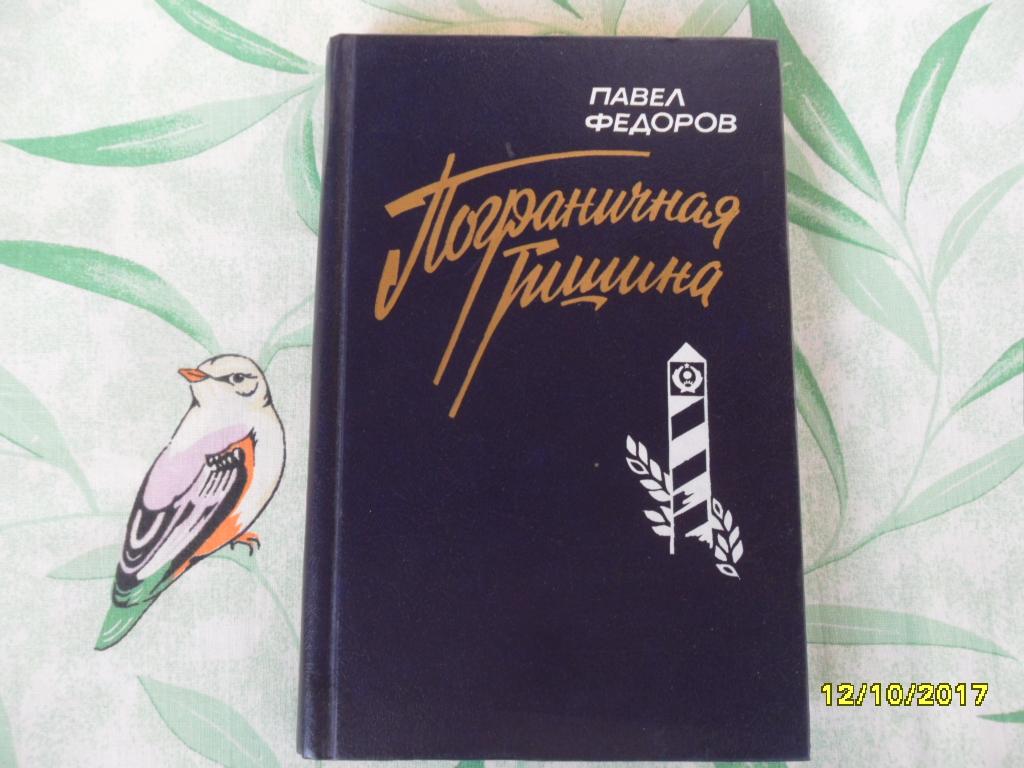 ПАВЕЛ
ФЕДОРОВ
Пограничная
Тишина
12/10/2017